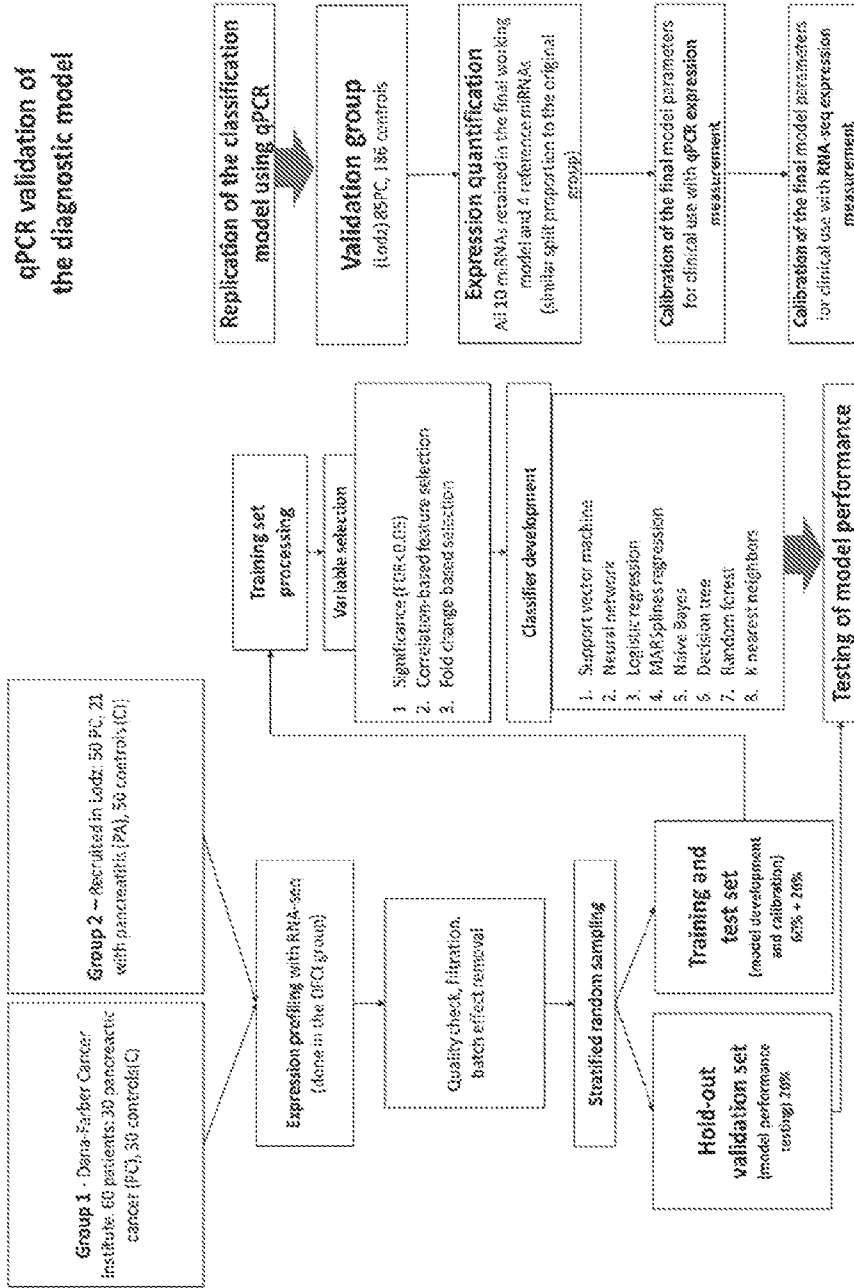 Group 1 - Dana-Farber Cancer
Institute. 60 patients: 30 pancreatic
cancer (PC), 30 controls(C)
Group 2 – Recruited in Lodz: 50 PC, 21
with pancreatitis (PA), 50 controls (C)
Expression profiling with RNA-seq
(done in the DFCI group)
Quality check, filtration,
batch effect removal
Stratified random sampling
Hold-out
validation set
(model performance
testing) 20%
Training and
test set
(model development
and calibration)
60% + 20%
Training set
processing
Variable selection
1. Significance (FDR<0.05)
2. Correlation-based feature selection
3. Fold change based selection
Classifier development
1. Support vector machine
2. Neural network
3. Logistic regression
4. MARSplines regression
5. Naive Bayes
6. Decision tree
7. Random forest
8. K nearest neighbors
Testing of model performance
qPCR validation of
the diagnostic model
Replication of the classification
model using qPCR
Validation group
(Lodz) 85PC, 186 controls
Expression quantification
All 10 miRNAs retained in the final working
model and 4 reference miRNAs
(similar split proportion to the original
group)
Calibration of the final model parameters
for clinical use with qPCR expression
measurement
Calibration of the final model parameters
for clinical use with RNA-seq expression
measurement